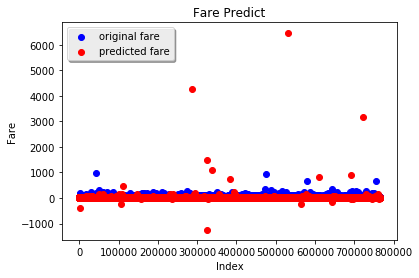 Fare Predict
original fare
predicted fare
6000
5000
4000
3000
2000
1000
0
−1000
Fare
0 100000 200000 300000 400000 500000 600000 700000 800000
Index